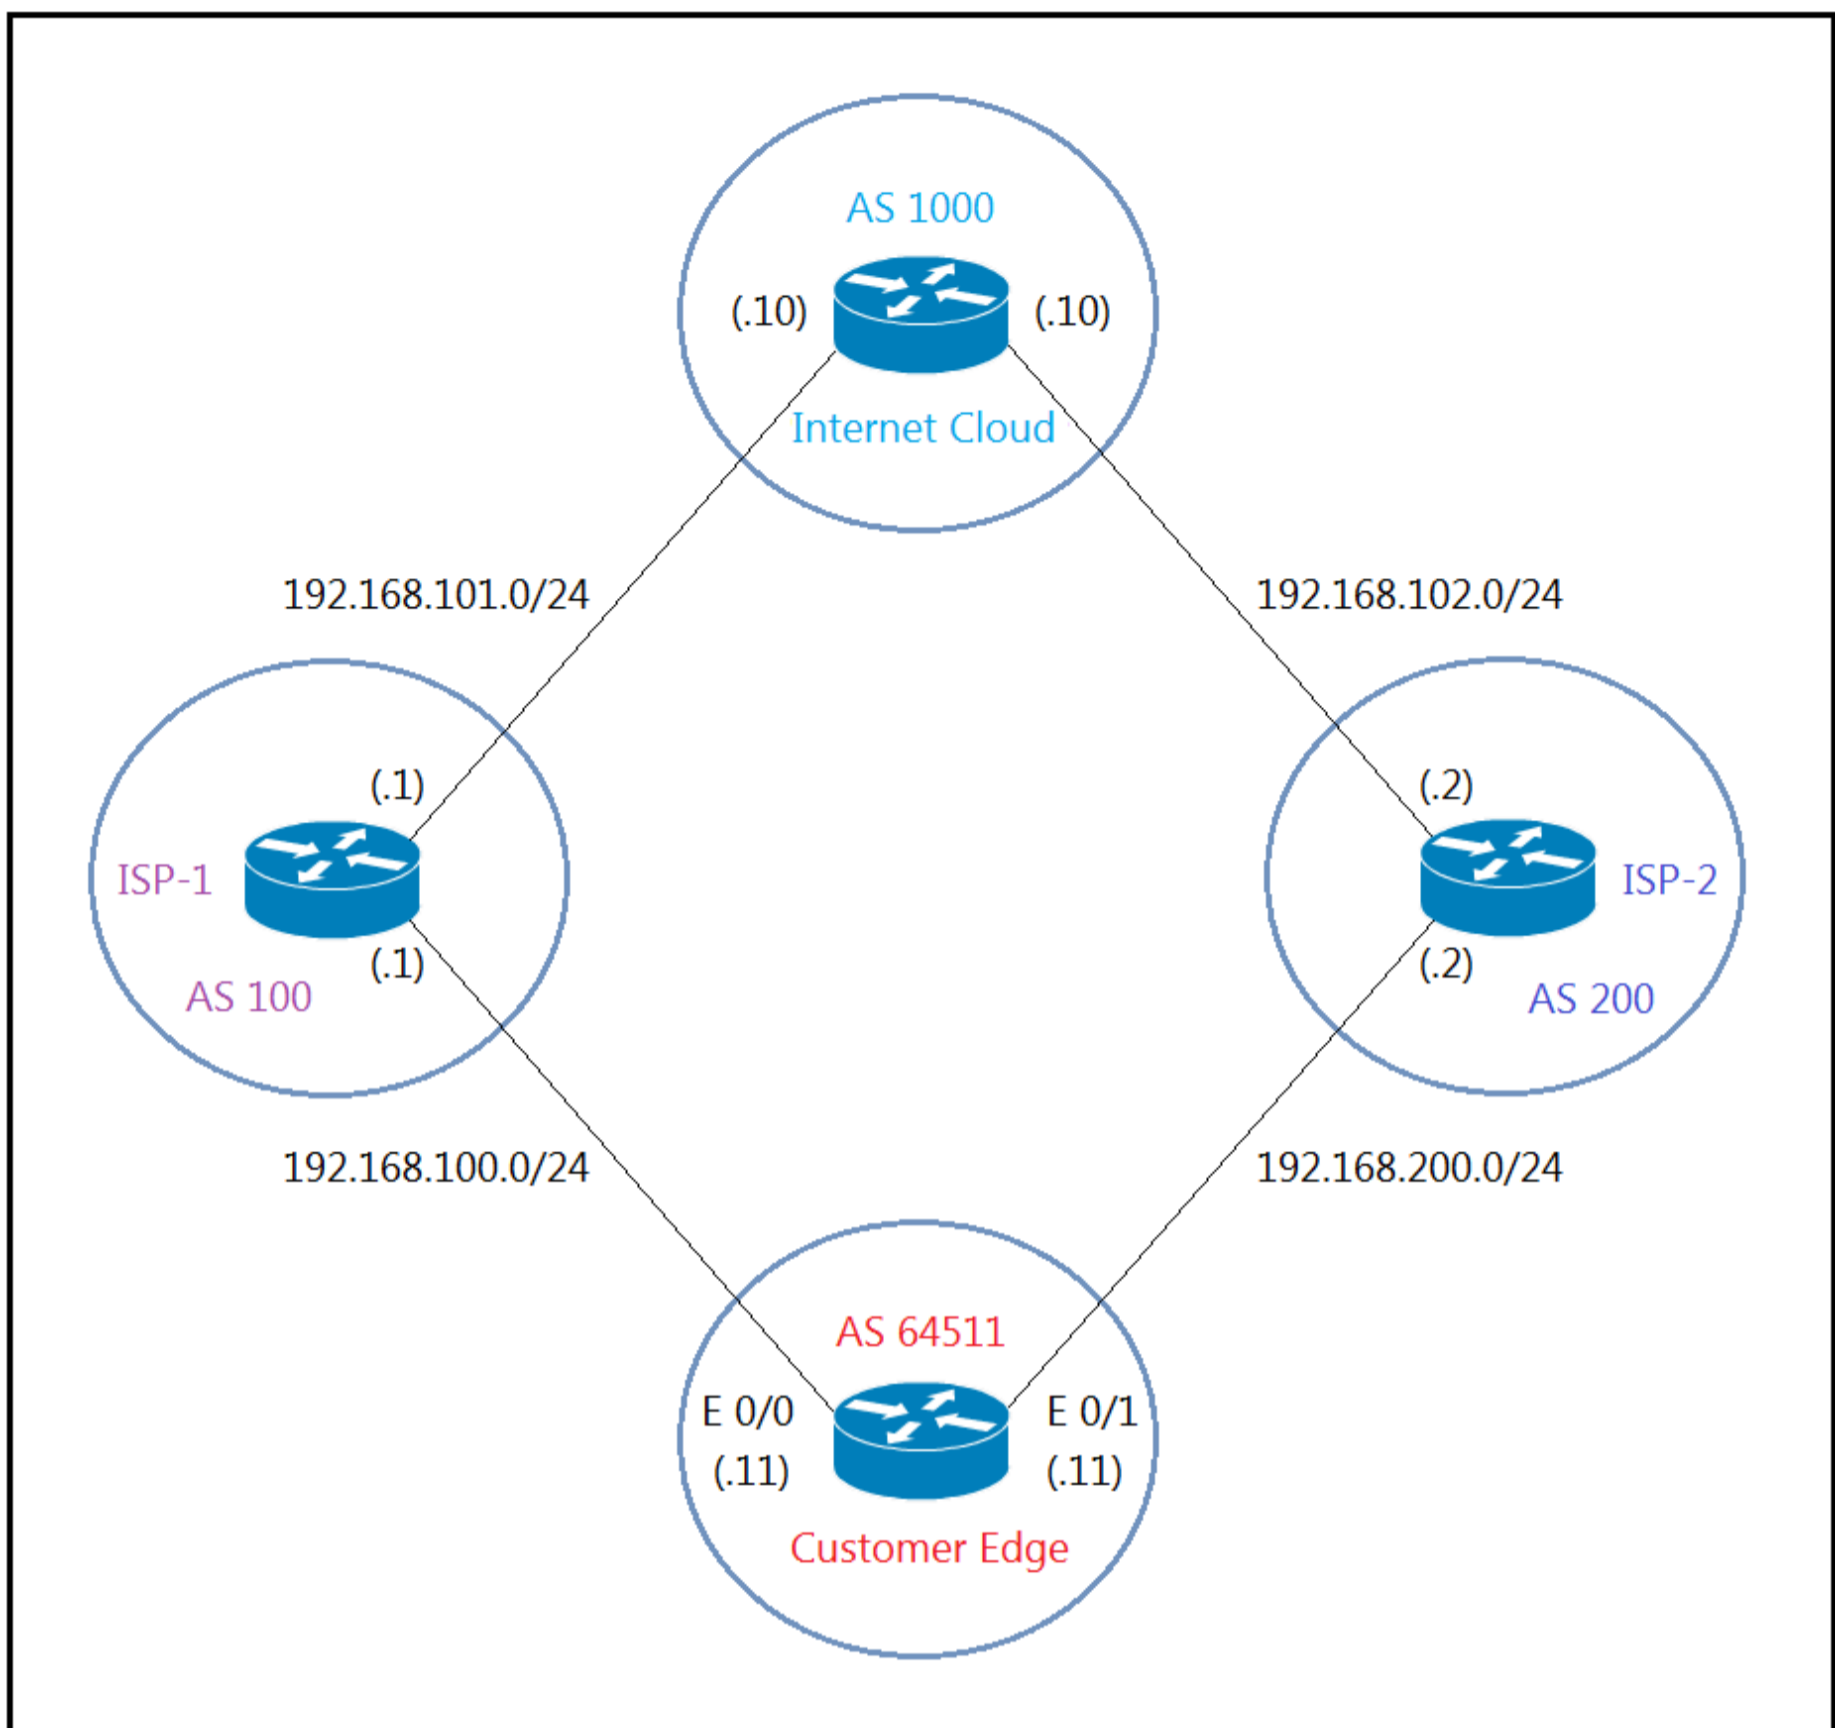 AS 1000
(.10)
(.10)
Internet Cloud
192.168.101.0/24
192.168.102.0/24
(.1)
(.2)
ISP-1
ISP-2
(.1)
(.2)
AS 100
AS 200
192.168.100.0/24
192.168.200.0/24
AS 64511
E 0/0
E 0/1
(.11)
(.11)
Customer Edge